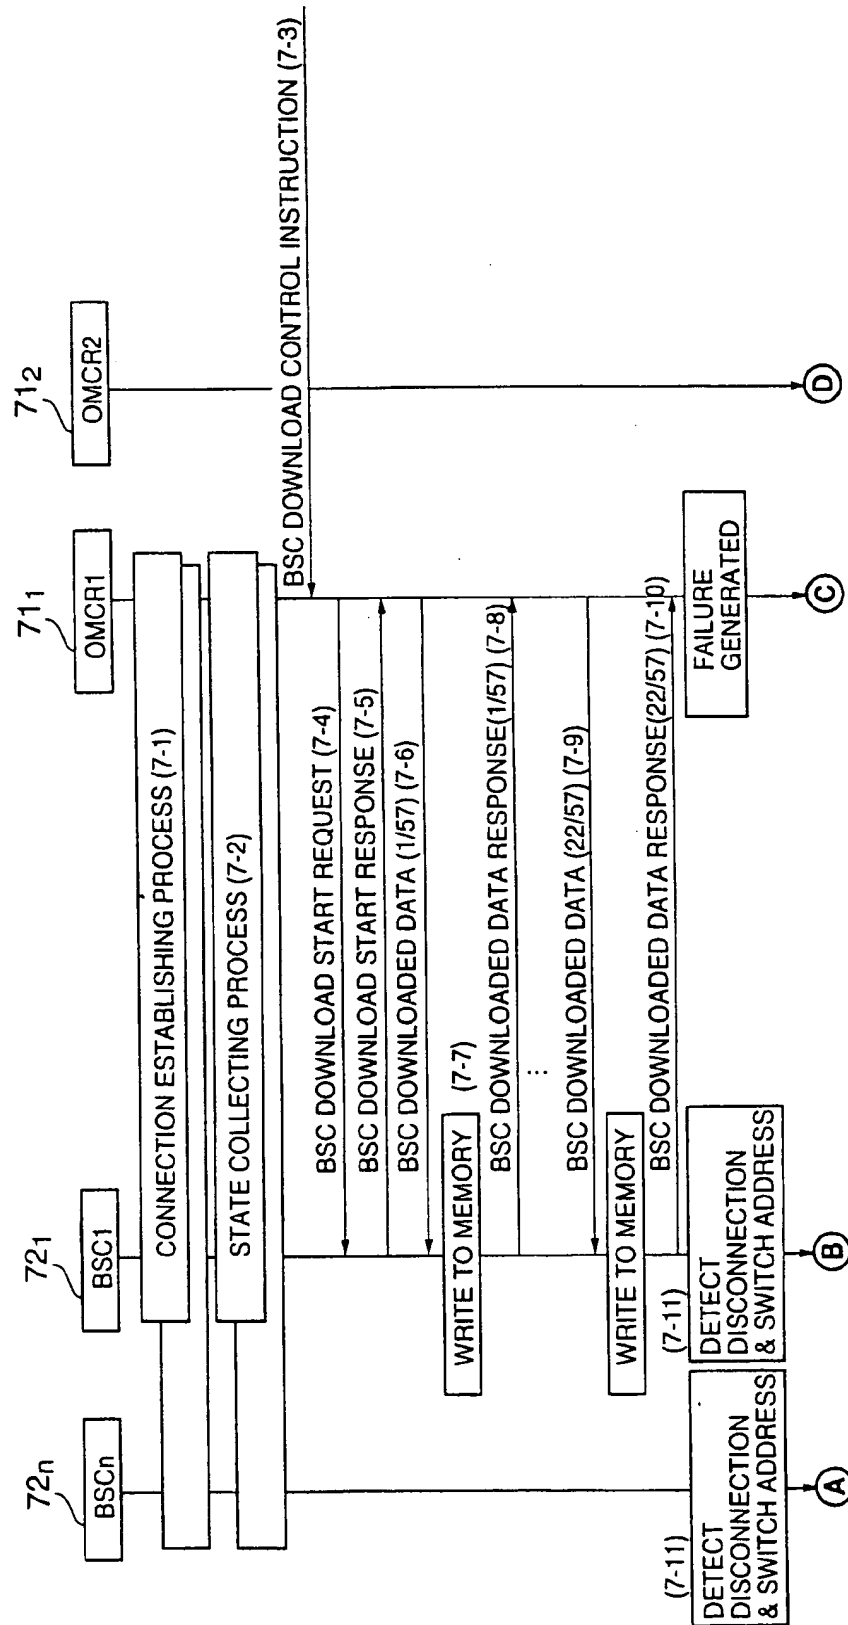 72n
72₁
71₁
71₂
BSCn
BSC1
OMCR1
OMCR2
CONNECTION ESTABLISHING PROCESS (7-1)
STATE COLLECTING PROCESS (7-2)
BSC DOWNLOAD CONTROL INSTRUCTION (7-3)
BSC DOWNLOAD START REQUEST (7-4)
BSC DOWNLOAD START RESPONSE (7-5)
BSC DOWNLOADED DATA (1/57) (7-6)
WRITE TO MEMORY
(7-7)
BSC DOWNLOADED DATA RESPONSE(1/57) (7-8)
...
BSC DOWNLOADED DATA (22/57) (7-9)
WRITE TO MEMORY
BSC DOWNLOADED DATA RESPONSE(22/57) (7-10)
(7-11)
DETECT
DISCONNECTION
& SWITCH ADDRESS
(7-11)
DETECT
DISCONNECTION
& SWITCH ADDRESS
FAILURE
GENERATED
A
B
C
D